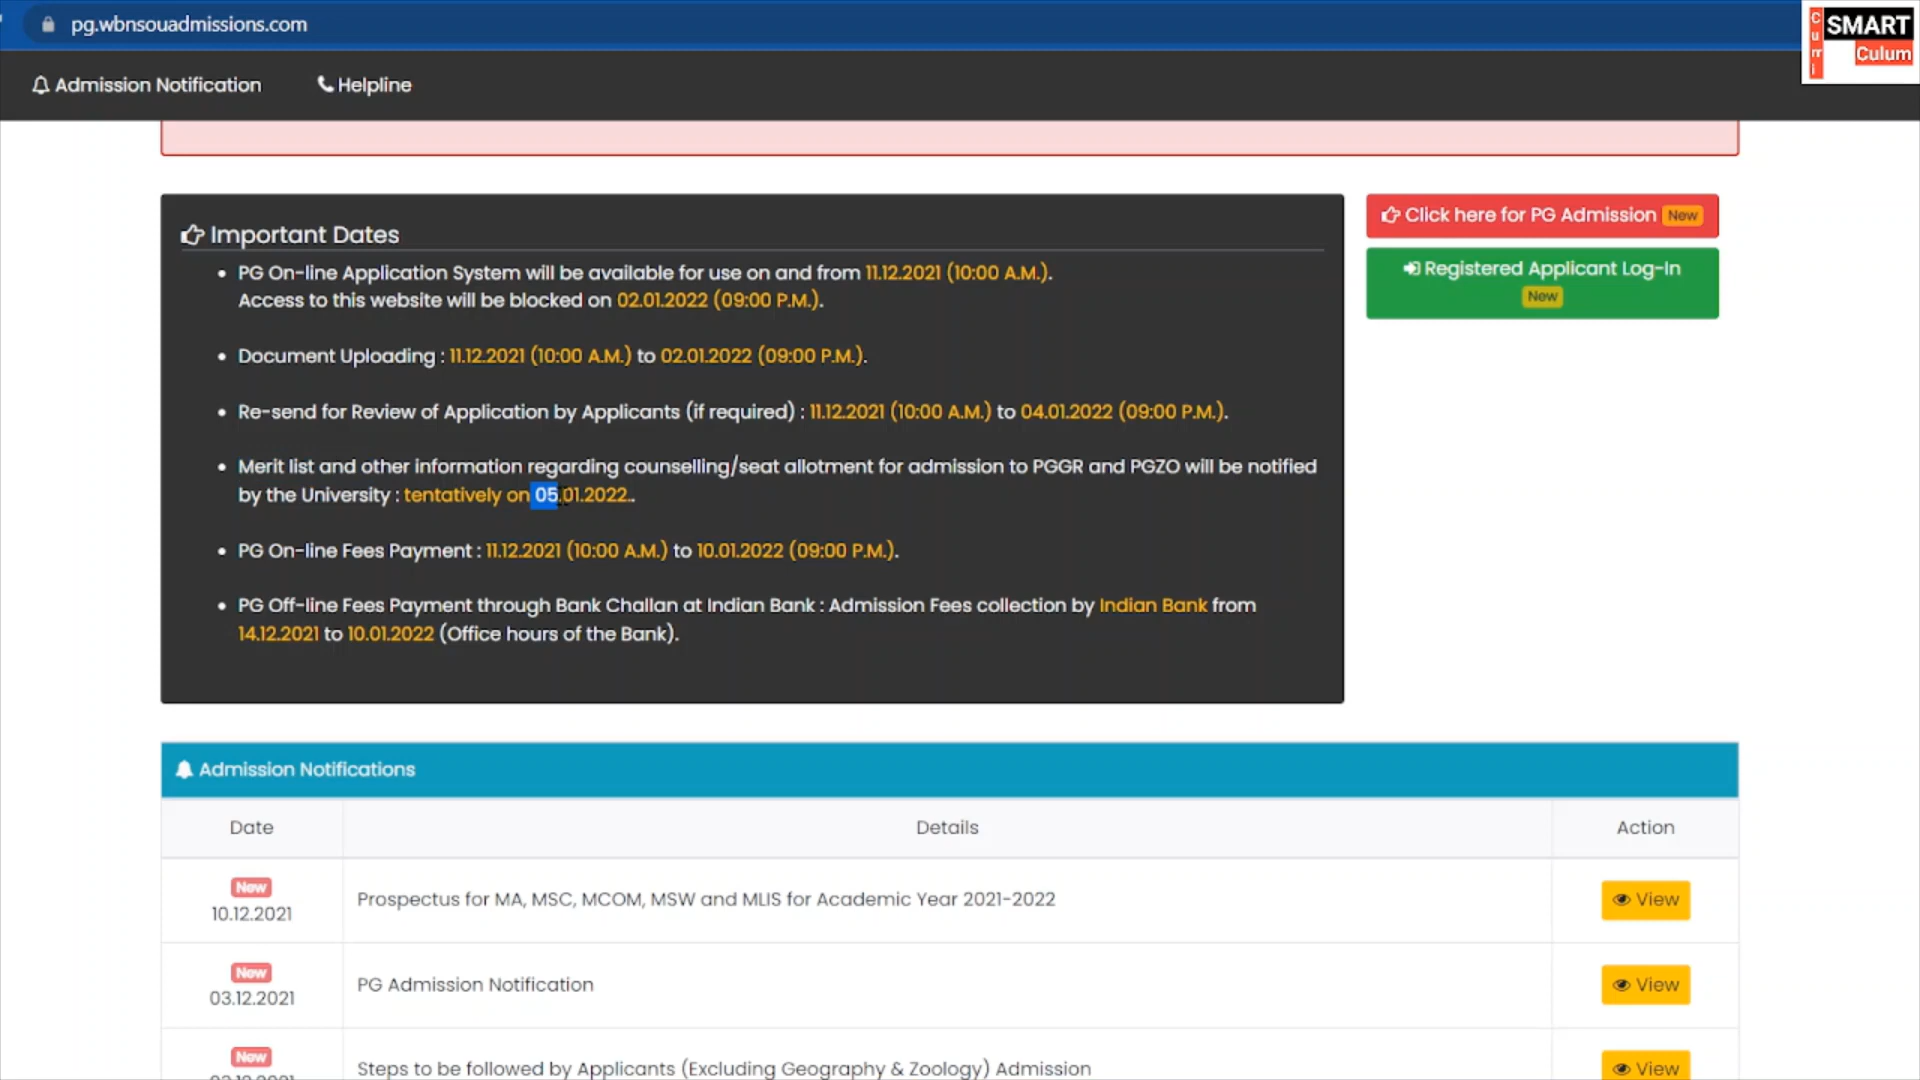 pg.wbnsouadmissions.com
Curri
SMART
Culum
Admission Notification
Helpline
Important Dates
PG On-line Application System will be available for use on and from 11.12.2021 (10:00 A.M.).
Access to this website will be blocked on 02.01.2022 (09:00 P.M.).
Document Uploading : 11.12.2021 (10:00 A.M.) to 02.01.2022 (09:00 P.M.).
Re-send for Review of Application by Applicants (if required) : 11.12.2021 (10:00 A.M.) to 04.01.2022 (09:00 P.M.).
Merit list and other information regarding counselling/seat allotment for admission to PGGR and PGZO will be notified
by the University : tentatively on 05.01.2022..
PG On-line Fees Payment : 11.12.2021 (10:00 A.M.) to 10.01.2022 (09:00 P.M.).
PG Off-line Fees Payment through Bank Challan at Indian Bank : Admission Fees collection by Indian Bank from
14.12.2021 to 10.01.2022 (Office hours of the Bank).
Click here for PG Admission New
Registered Applicant Log-In
New
Admission Notifications
Date Details Action
New
10.12.2021 Prospectus for MA, MSC, MCOM, MSW and MLIS for Academic Year 2021-2022 View
New
03.12.2021 PG Admission Notification View
New
Steps to be followed by Applicants (Excluding Geography & Zoology) Admission View